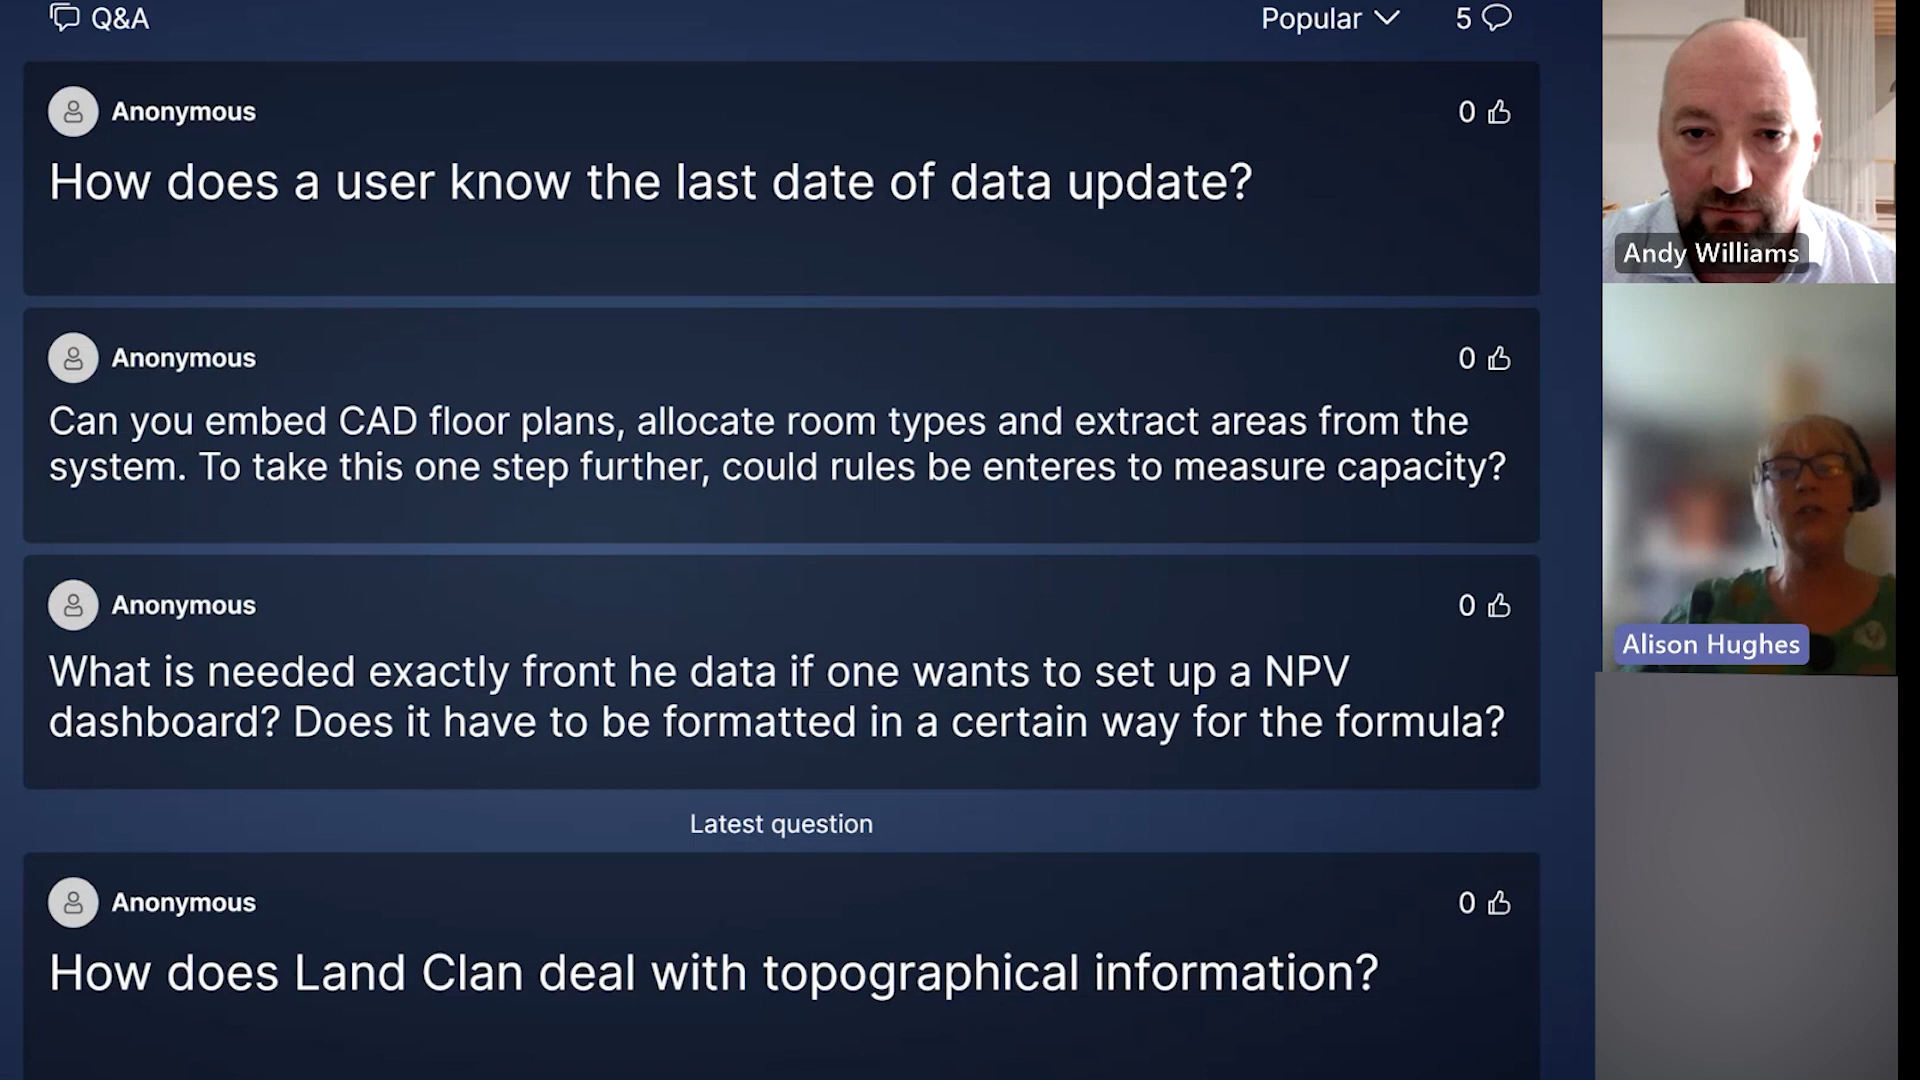 Q&A
Popular
5
Anonymous
0
How does a user know the last date of data update?
Anonymous
0
Can you embed CAD floor plans, allocate room types and extract areas from the
system. To take this one step further, could rules be enteres to measure capacity?
Anonymous
0
What is needed exactly front he data if one wants to set up a NPV
dashboard? Does it have to be formatted in a certain way for the formula?
Latest question
Anonymous
0
How does Land Clan deal with topographical information?
Andy Williams
Alison Hughes